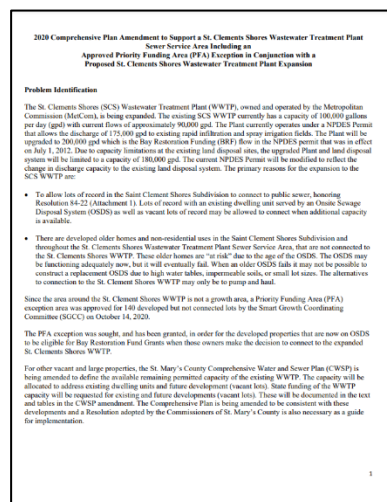 2020 Comprehensive Plan Amendment to Support a St. Clements Shores Wastewater Treatment Plant
Sewer Service Area Including an
Approved Priority Funding Area (PFA) Exception in Conjunction with a
Proposed St. Clements Shores Wastewater Treatment Plant Expansion
Problem Identification
The St. Clements Shores (SCS) Wastewater Treatment Plant (WWTP), owned and operated by the Metropolitan
Commission (MetCom), is being expanded. The existing SCS WWTP currently has a capacity of 100,000 gallons
per day (gpd) with current flows of approximately 90,000 gpd. The Plant currently operates under a NPDES Permit
that allows the discharge of 175,000 gpd to existing rapid infiltration and spray irrigation fields. The Plant will be
upgraded to 200,000 gpd which is the Bay Restoration Funding (BRF) flow in the NPDES permit that was in effect
on July 1, 2012. Due to capacity limitations at the existing land disposal sites, the upgraded Plant and land disposal
system will be limited to a capacity of 180,000 gpd. The current NPDES Permit will be modified to reflect the
change in discharge capacity to the existing land disposal system. The primary reasons for the expansion to the
SCS WWTP are:
• To allow lots of record in the Saint Clement Shores Subdivision to connect to public sewer, honoring
Resolution 84-22 (Attachment 1). Lots of record with an existing dwelling unit served by an Onsite Sewage
Disposal System (OSDS) as well as vacant lots of record may be allowed to connect when additional capacity
is available.
• There are developed older homes and non-residential uses in the Saint Clement Shores Subdivision and
throughout the St. Clements Shores Wastewater Treatment Plant Sewer Service Area, that are not connected to
the St. Clements Shores WWTP. These older homes are "at risk" due to the age of the OSDS. The OSDS may
be functioning adequately now, but it will eventually fail. When an older OSDS fails it may not be possible to
construct a replacement OSDS due to high water tables, impermeable soils, or small lot sizes. The alternatives
to connection to the St. Clement Shores WWTP may only be to pump and haul.
Since the area around the St. Clement Shores WWTP is not a growth area, a Priority Funding Area (PFA)
exception area was approved for 140 developed but not connected lots by the Smart Growth Coordinating
Committee (SGCC) on October 14, 2020.
The PFA exception was sought, and has been granted, in order for the developed properties that are now on OSDS
to be eligible for Bay Restoration Fund Grants when those owners make the decision to connect to the expanded
St. Clements Shores WWTP.
For other vacant and large properties, the St. Mary's County Comprehensive Water and Sewer Plan (CWSP) is
being amended to define the available remaining permitted capacity of the existing WWTP. The capacity will be
allocated to address existing dwelling units and future development (vacant lots). State funding of the WWTP
capacity will be requested for existing and future developments (vacant lots). These will be documented in the text
and tables in the CWSP amendment. The Comprehensive Plan is being amended to be consistent with these
developments and a Resolution adopted by the Commissioners of St. Mary's County is also necessary as a guide
for implementation.
1